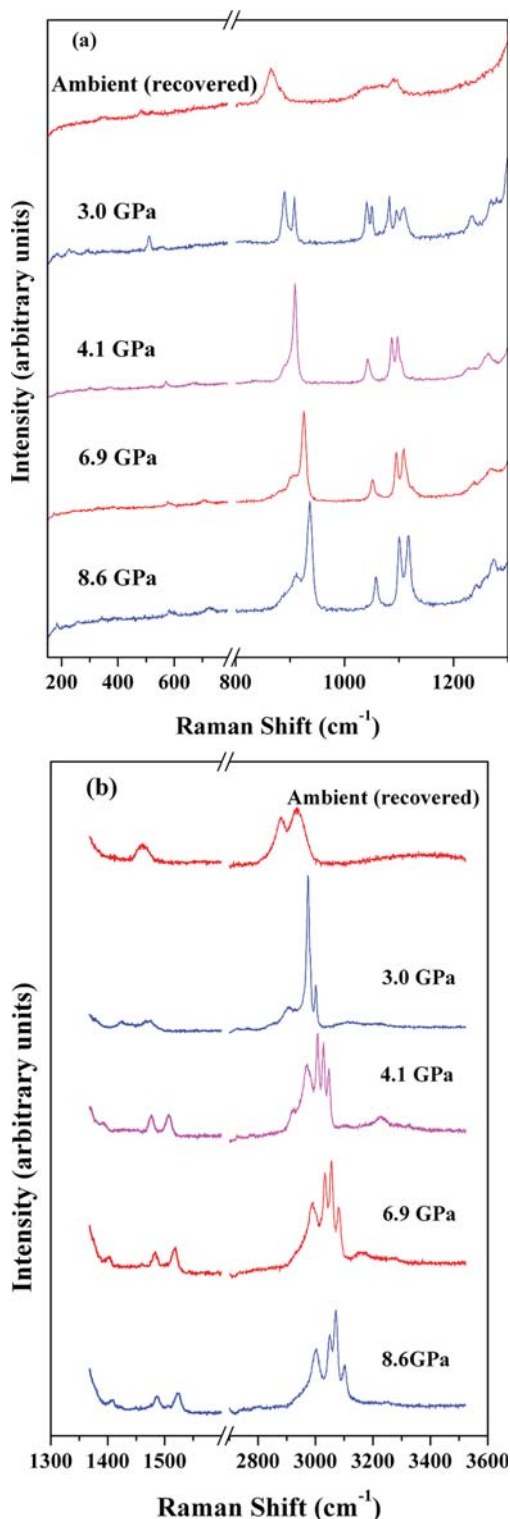 (a)
Ambient (recovered)
3.0 GPa
4.1 GPa
6.9 GPa
8.6 GPa
Intensity (arbitrary units)
200 400 600 800 1000 1200
Raman Shift (cm⁻¹)
(b)
Ambient (recovered)
3.0 GPa
4.1 GPa
6.9 GPa
8.6GPa
Intensity (arbitrary units)
1300 1400 1500 2800 3000 3200 3400 3600
Raman Shift (cm⁻¹)